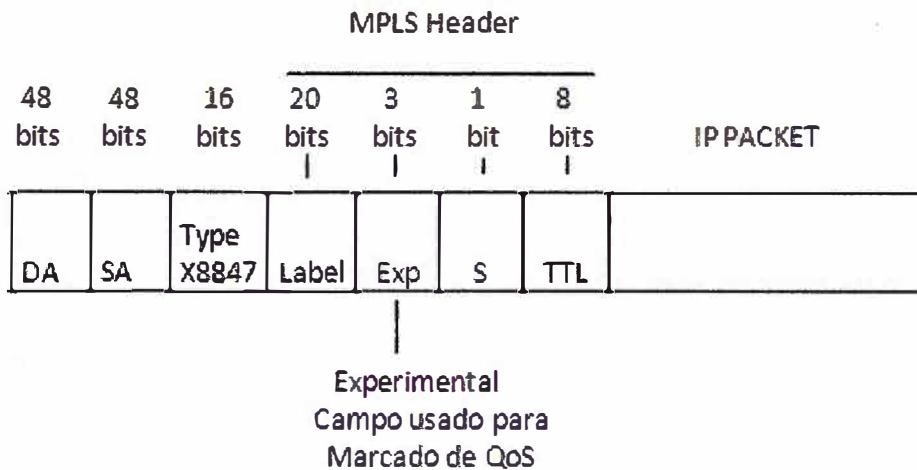 MPLS Header
48 48 16 20 3 1 8
bits bits bits bits bits bit bits IP PACKET
Type
DA SA X8847 Label Exp S TTL
Experimental
Campo usado para
Marcado de QoS